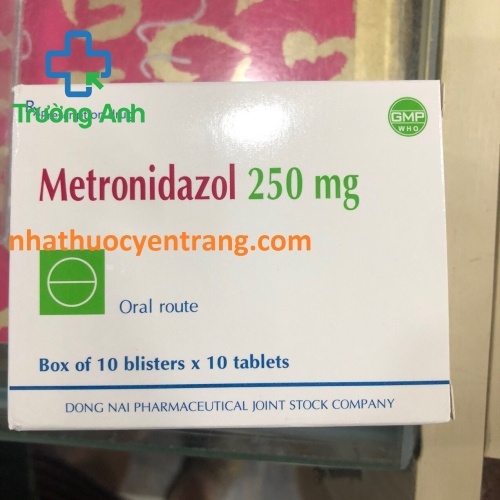 Rx
Trường Anh
GMP
WHO
Metronidazol 250 mg
nhathuocyentrang.com
Oral route
Box of 10 blisters x 10 tablets
DONG NAI PHARMACEUTICAL JOINT STOCK COMPANY